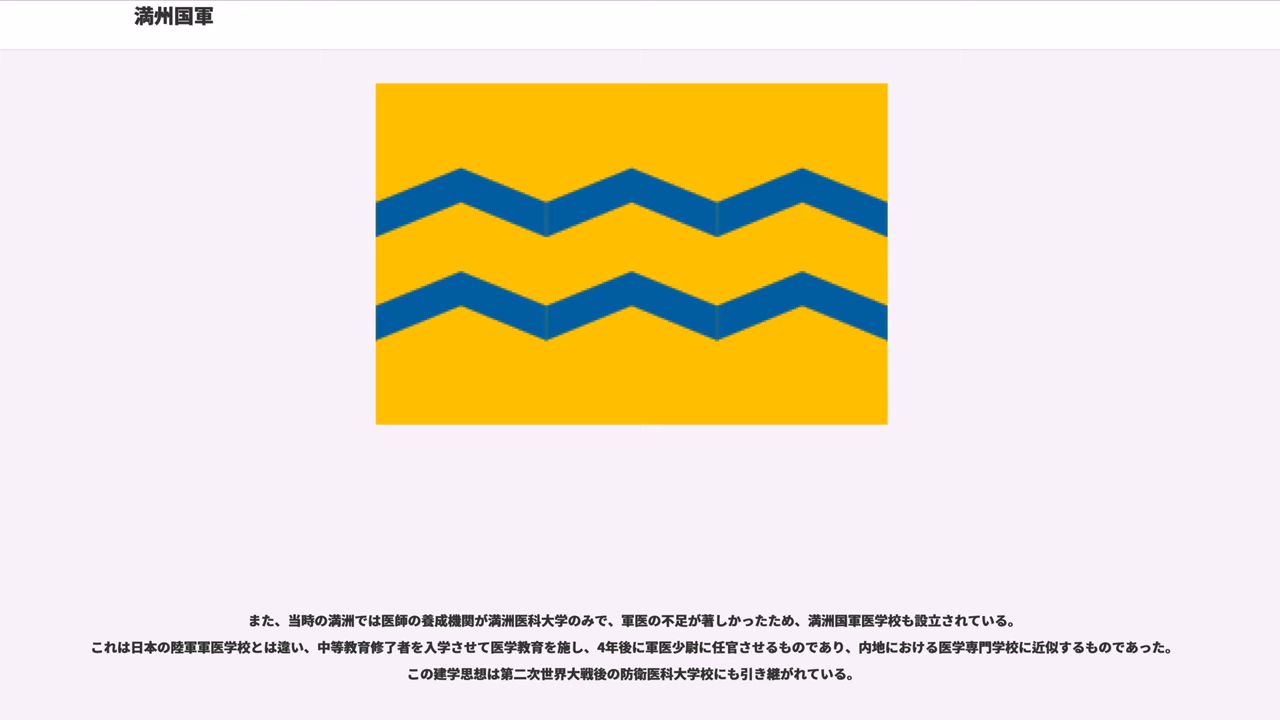 満州国軍
また、当時の満洲では医師の養成機関が満洲医科大学のみで、軍医の不足が著しかったため、満洲国軍医学校も設立されている。
これは日本の陸軍軍医学校とは違い、中等教育修了者を入学させて医学教育を施し、4年後に軍医少尉に任官させるものであり、内地における医学専門学校に近似するものであった。
この建学思想は第二次世界大戦後の防衛医科大学校にも引き継がれている。